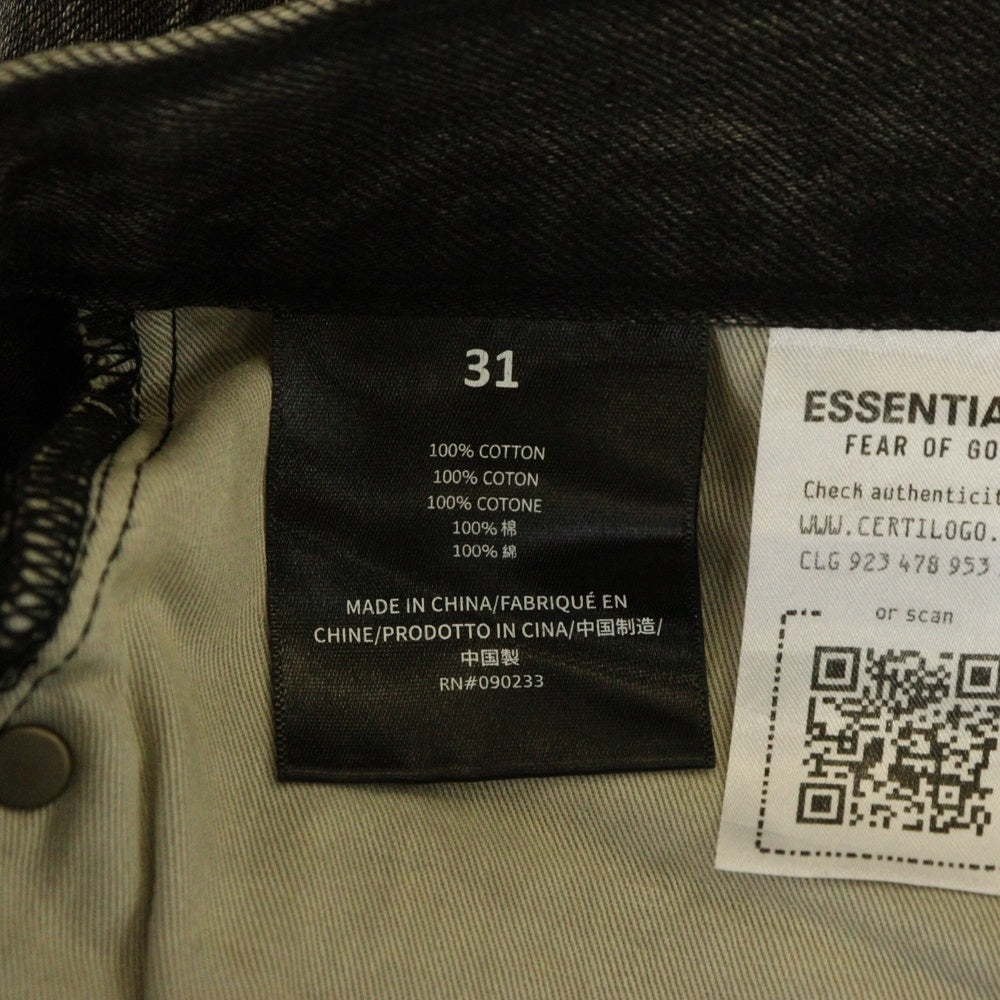 31
100% COTTON
100% COTON
100% COTONE
100% 棉
100% 綿
MADE IN CHINA/FABRIQUÉ EN
CHINE/PRODOTTO IN CINA/中国制造/
中国製
RN#090233
ESSENTIA
FEAR OF GO
Check authenticit
WWW.CERTILOGO.
CLG 923 478 953
or scan